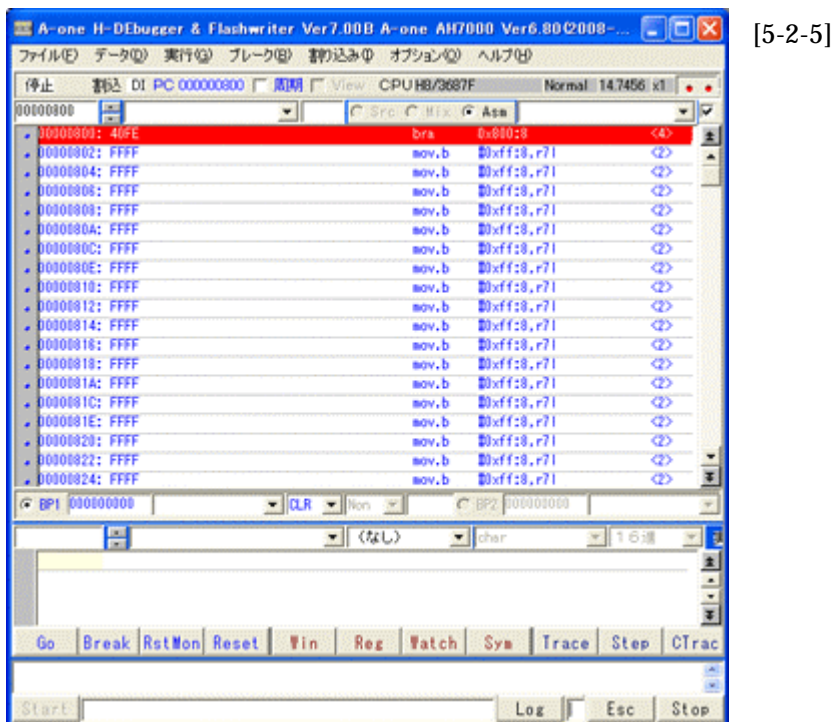 A-one H-DEbugger & Flashwriter Ver7.00B A-one AH7000 Ver6.80(2008-...
[5-2-5]
ファイル(F) データ(D) 実行(G) ブレーク(B) 割り込み(I) オプション(O) ヘルプ(H)
停止 割込 DI PC 000000800 周期 View CPU H8/3687F Normal 14.7456 x1
00000800 Src Mix Asm
00000800: 40FE bra 0x800:8 <4>
00000802: FFFF mov.b #0xff:8,r7l <2>
00000804: FFFF mov.b #0xff:8,r7l <2>
00000806: FFFF mov.b #0xff:8,r7l <2>
00000808: FFFF mov.b #0xff:8,r7l <2>
0000080A: FFFF mov.b #0xff:8,r7l <2>
0000080C: FFFF mov.b #0xff:8,r7l <2>
0000080E: FFFF mov.b #0xff:8,r7l <2>
00000810: FFFF mov.b #0xff:8,r7l <2>
00000812: FFFF mov.b #0xff:8,r7l <2>
00000814: FFFF mov.b #0xff:8,r7l <2>
00000816: FFFF mov.b #0xff:8,r7l <2>
00000818: FFFF mov.b #0xff:8,r7l <2>
0000081A: FFFF mov.b #0xff:8,r7l <2>
0000081C: FFFF mov.b #0xff:8,r7l <2>
0000081E: FFFF mov.b #0xff:8,r7l <2>
00000820: FFFF mov.b #0xff:8,r7l <2>
00000822: FFFF mov.b #0xff:8,r7l <2>
00000824: FFFF mov.b #0xff:8,r7l <2>
BP1 000000000 CLR Non BP2 000000000
(なし) char 16進
Go Break RstMon Reset Win Reg Watch Sym Trace Step CTrac
Start Log Esc Stop